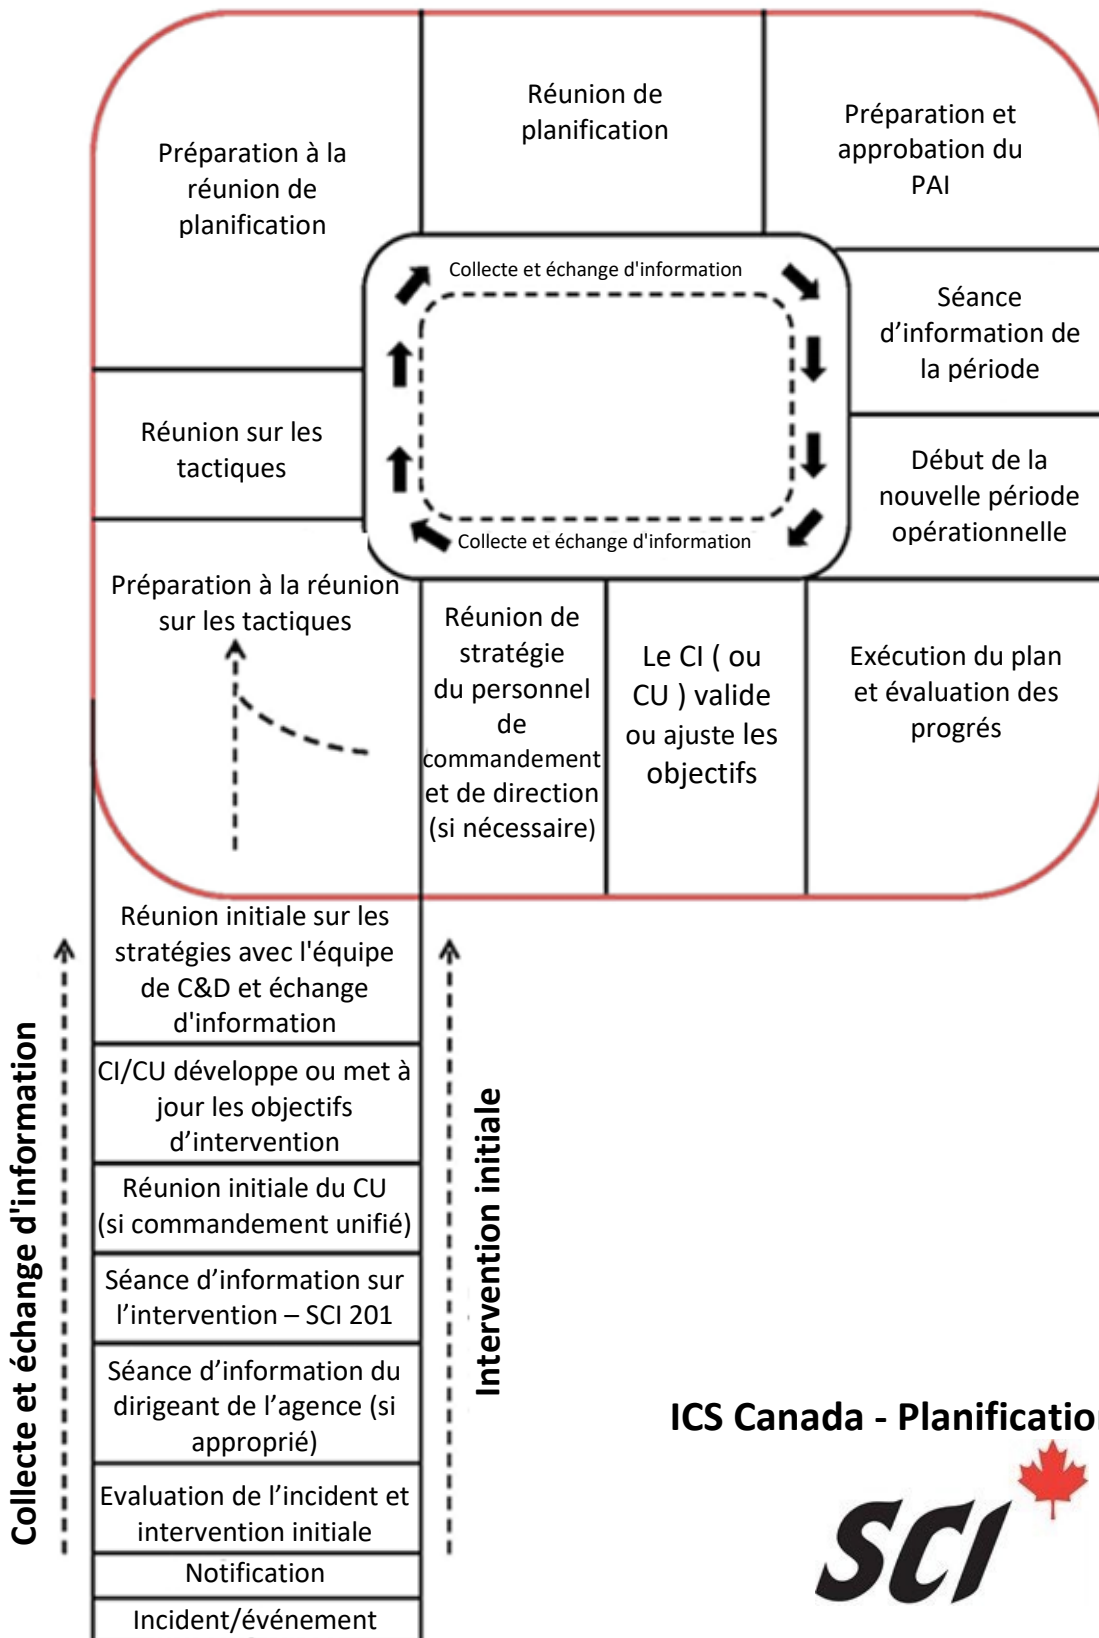 Préparation à la
réunion de
planification
Réunion de
planification
Préparation et
approbation du
PAI
Collecte et échange d'information
Séance
d’information de
la période
Réunion sur les
tactiques
Début de la
nouvelle période
opérationnelle
Collecte et échange d'information
Préparation à la réunion
sur les tactiques
Réunion de
stratégie
du personnel
de
commandement
et de direction
(si nécessaire)
Le CI ( ou
CU ) valide
ou ajuste les
objectifs
Exécution du plan
et évaluation des
progrés
Réunion initiale sur les
stratégies avec l'équipe
de C&D et échange
d'information
CI/CU développe ou met à
jour les objectifs
d’intervention
Réunion initiale du CU
(si commandement unifié)
Séance d’information sur
l’intervention – SCI 201
Séance d’information du
dirigeant de l’agence (si
approprié)
Evaluation de l’incident et
intervention initiale
Notification
Incident/événement
Collecte et échange d'information
Intervention initiale
ICS Canada - Planification
SCI